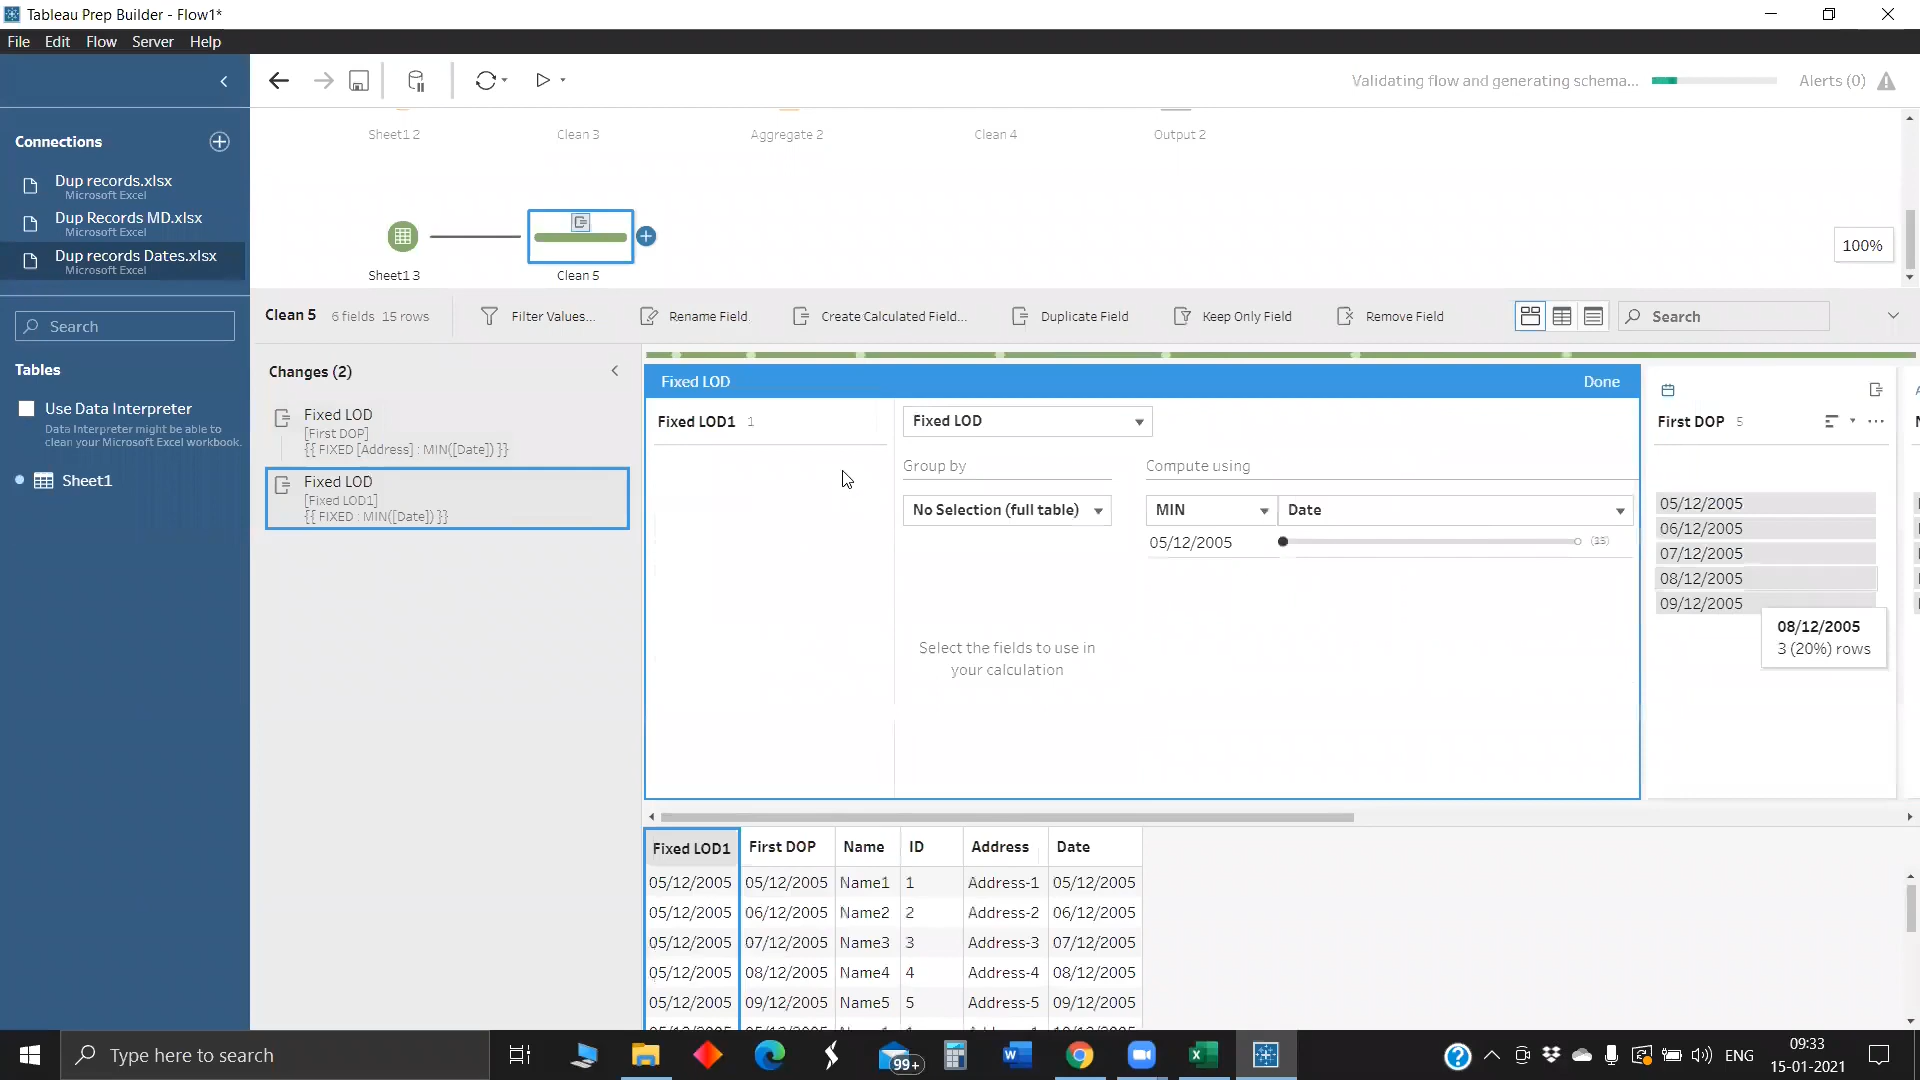 Tableau Prep Builder - Flow1*
File Edit Flow Server Help
Validating flow and generating schema... Alerts (0)
Connections
Dup records.xlsx
Microsoft Excel
Dup Records MD.xlsx
Microsoft Excel
Dup records Dates.xlsx
Microsoft Excel
Search
Tables
Use Data Interpreter
Data Interpreter might be able to
clean your Microsoft Excel workbook.
Sheet1
Sheet1 2 Clean 3 Aggregate 2 Clean 4 Output 2
Sheet1 3 Clean 5
100%
Clean 5 6 fields 15 rows Filter Values... Rename Field Create Calculated Field... Duplicate Field Keep Only Field Remove Field Search
Changes (2)
Fixed LOD
[First DOP]
{{ FIXED [Address] : MIN([Date]) }}
Fixed LOD
[Fixed LOD1]
{{ FIXED : MIN([Date]) }}
Fixed LOD Done
Fixed LOD1 1
Fixed LOD
Group by Compute using
No Selection (full table) MIN Date
05/12/2005 (15)
Select the fields to use in
your calculation
First DOP 5
05/12/2005
06/12/2005
07/12/2005
08/12/2005
09/12/2005
08/12/2005
3 (20%) rows
Fixed LOD1 First DOP Name ID Address Date
05/12/2005 05/12/2005 Name1 1 Address-1 05/12/2005
05/12/2005 06/12/2005 Name2 2 Address-2 06/12/2005
05/12/2005 07/12/2005 Name3 3 Address-3 07/12/2005
05/12/2005 08/12/2005 Name4 4 Address-4 08/12/2005
05/12/2005 09/12/2005 Name5 5 Address-5 09/12/2005
Type here to search
99+
ENG
09:33
15-01-2021